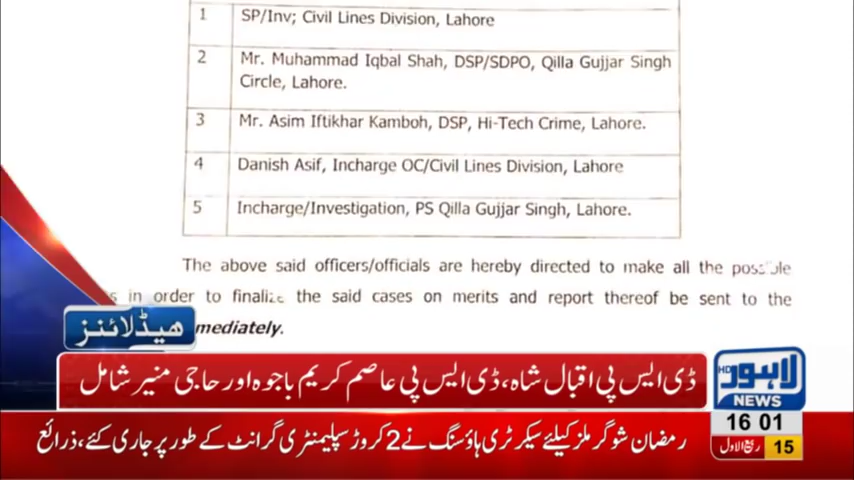 1 SP/Inv; Civil Lines Division, Lahore
2 Mr. Muhammad Iqbal Shah, DSP/SDPO, Qilla Gujjar Singh
Circle, Lahore.
3 Mr. Asim Iftikhar Kamboh, DSP, Hi-Tech Crime, Lahore.
4 Danish Asif, Incharge OC/Civil Lines Division, Lahore
5 Incharge/Investigation, PS Qilla Gujjar Singh, Lahore.
The above said officers/officials are hereby directed to make all the possible
in order to finalize the said cases on merits and report thereof be sent to the
ہیڈلائنز
ڈی ایس پی اقبال شاہ، ڈی ایس پی عاصم کریم باجوہ اور حاجی منیر شامل
لاہور HD
NEWS
16 01
15 ربیع الاول
رمضان شوگر ملز کیلئے سیکرٹری ہاؤسنگ نے 2 کروڑ سپلیمنٹری گرانٹ کے طور پر جاری کئے، ذرائع